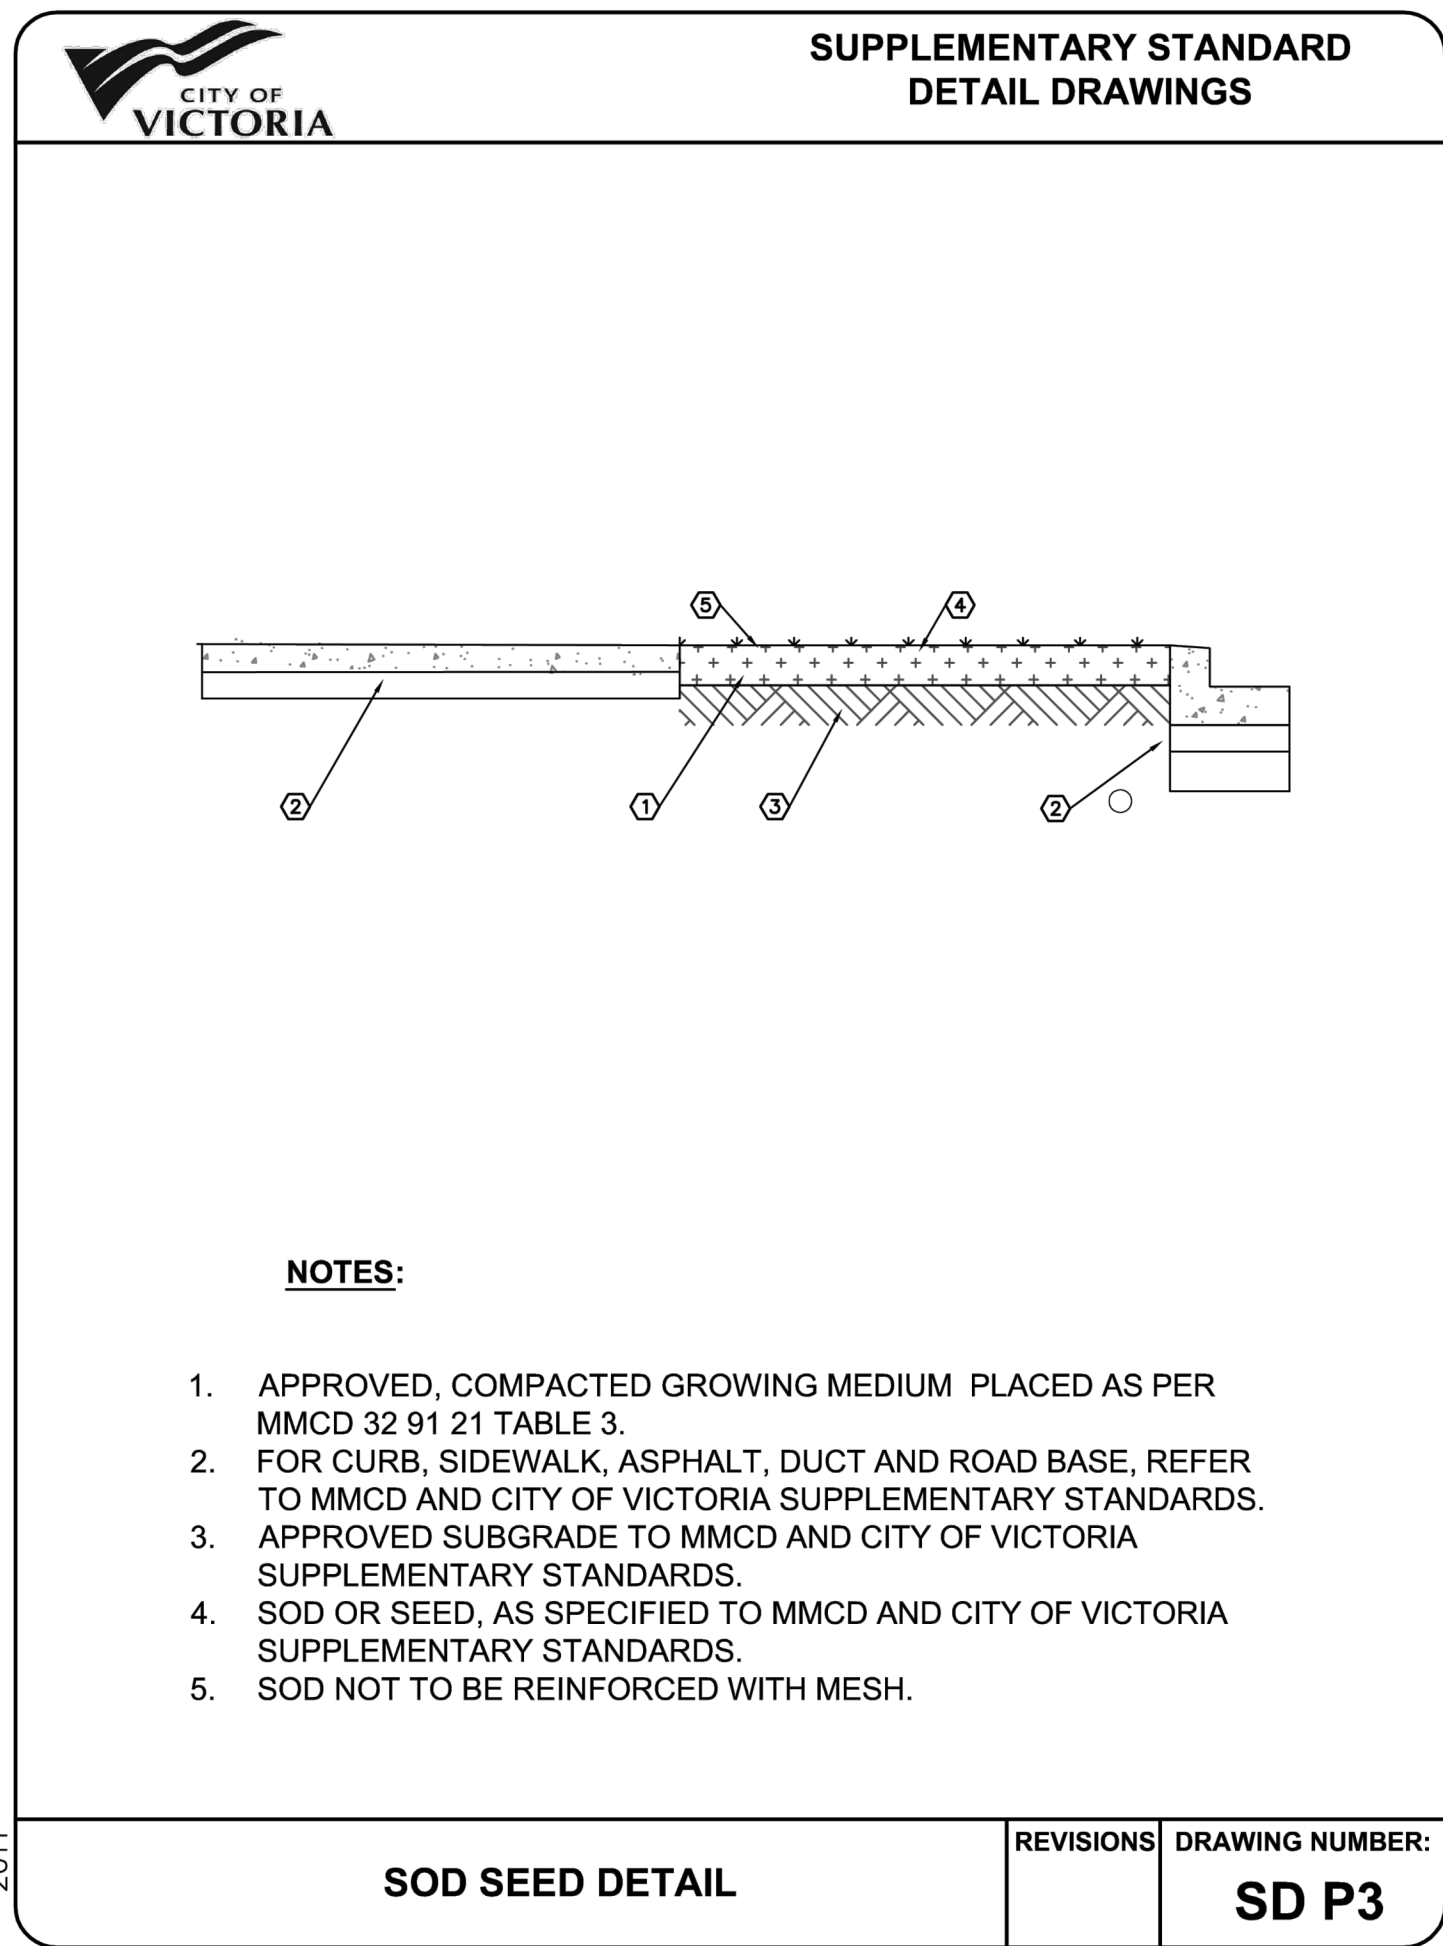 CITY OF
VICTORIA
SUPPLEMENTARY STANDARD
DETAIL DRAWINGS
5
4
2
1
3
2
NOTES:
1. APPROVED, COMPACTED GROWING MEDIUM PLACED AS PER
MMCD 32 91 21 TABLE 3.
2. FOR CURB, SIDEWALK, ASPHALT, DUCT AND ROAD BASE, REFER
TO MMCD AND CITY OF VICTORIA SUPPLEMENTARY STANDARDS.
3. APPROVED SUBGRADE TO MMCD AND CITY OF VICTORIA
SUPPLEMENTARY STANDARDS.
4. SOD OR SEED, AS SPECIFIED TO MMCD AND CITY OF VICTORIA
SUPPLEMENTARY STANDARDS.
5. SOD NOT TO BE REINFORCED WITH MESH.
SOD SEED DETAIL
REVISIONS
DRAWING NUMBER:
SD P3